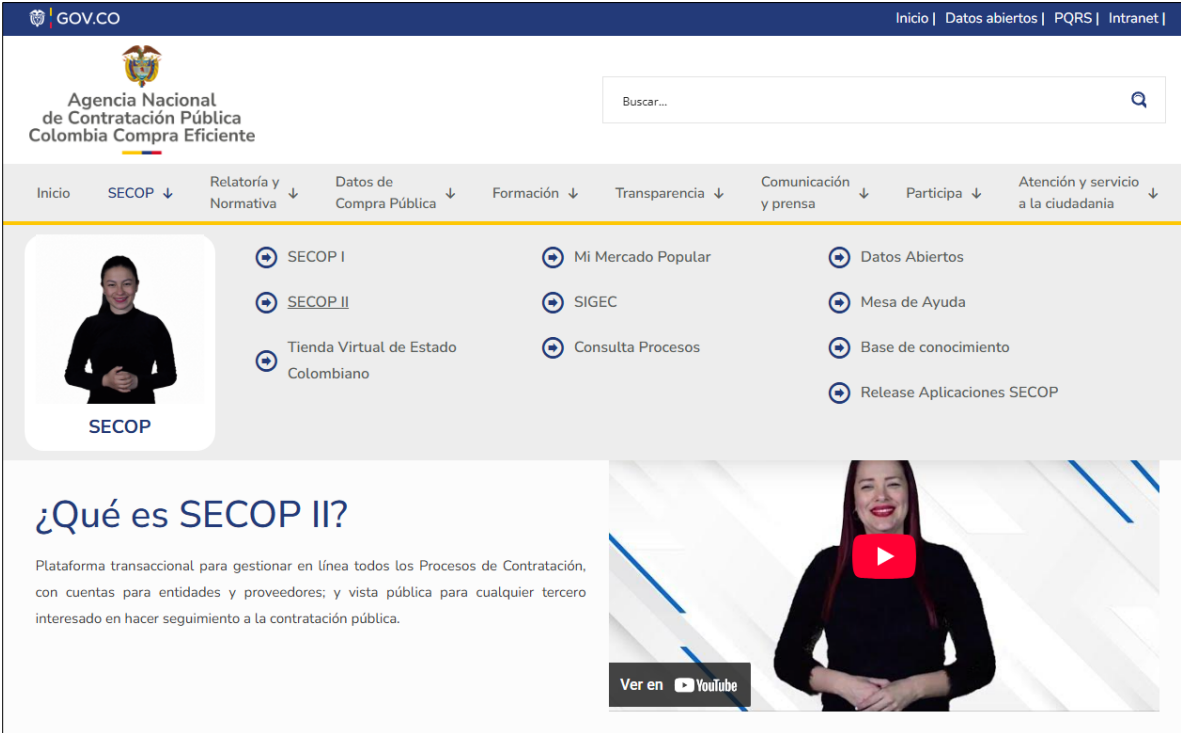 GOV.CO
Inicio | Datos abiertos | PQRS | Intranet |
Agencia Nacional
de Contratación Pública
Colombia Compra Eficiente
Buscar...
Inicio
SECOP
Relatoría y
Normativa
Datos de
Compra Pública
Formación
Transparencia
Comunicación
y prensa
Participa
Atención y servicio
a la ciudadania
SECOP I
SECOP II
Tienda Virtual de Estado
Colombiano
Mi Mercado Popular
SIGEC
Consulta Procesos
Datos Abiertos
Mesa de Ayuda
Base de conocimiento
Release Aplicaciones SECOP
SECOP
¿Qué es SECOP II?
Plataforma transaccional para gestionar en línea todos los Procesos de Contratación,
con cuentas para entidades y proveedores; y vista pública para cualquier tercero
interesado en hacer seguimiento a la contratación pública.
Ver en YouTube